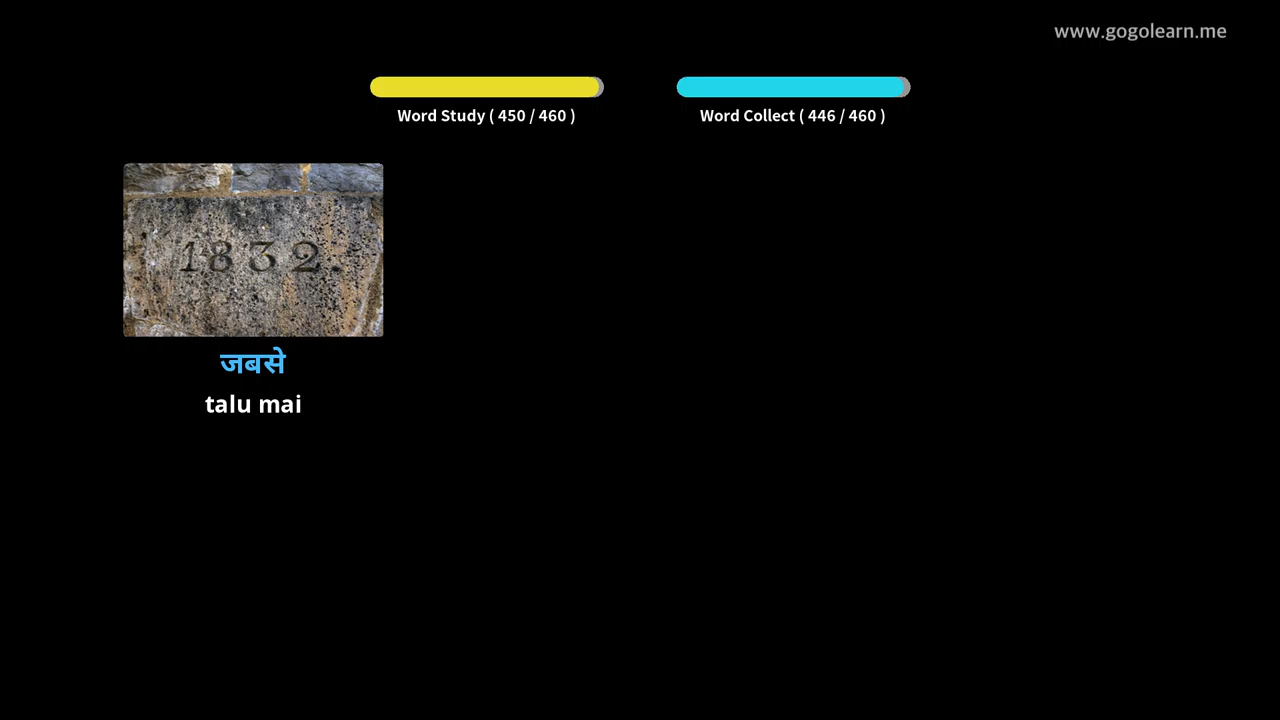 www.gogolearn.me
Word Study ( 450 / 460 )
Word Collect ( 446 / 460 )
1832.
जबसे
talu mai